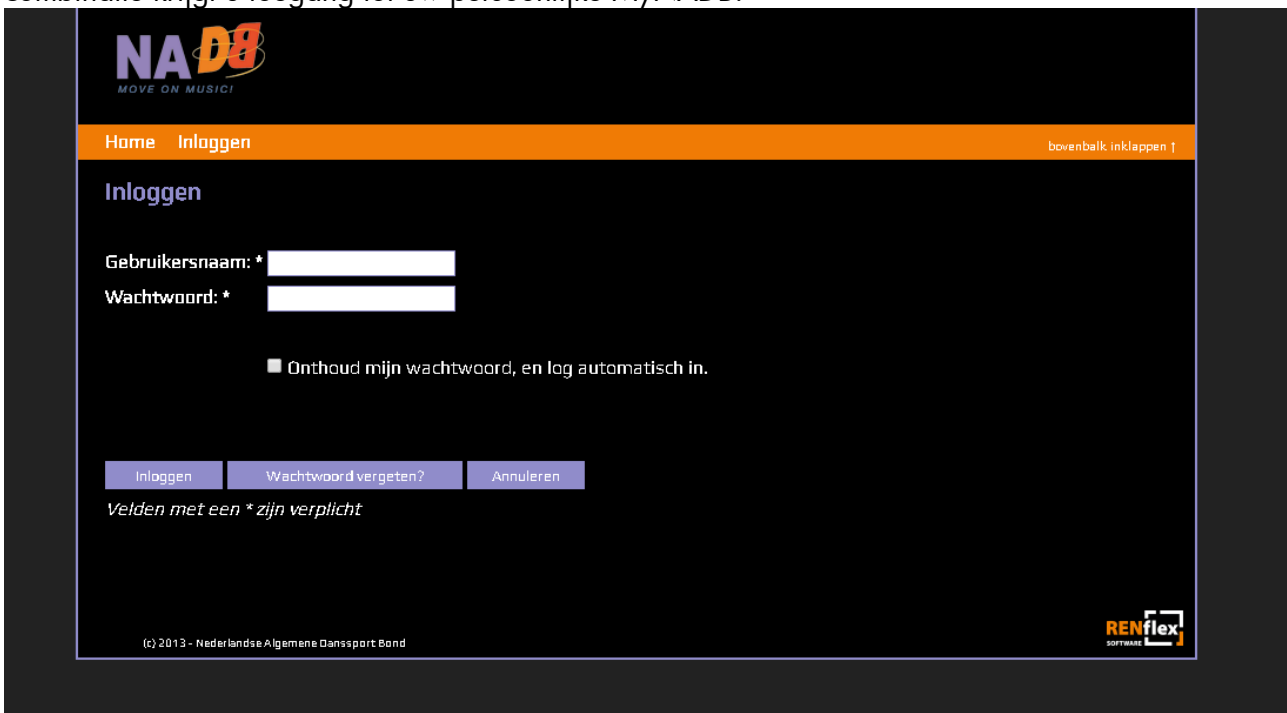 NADB
MOVE ON MUSIC!
Home Inloggen bovenbalk inklappen ↑
Inloggen
Gebruikersnaam: *
Wachtwoord: *
Onthoud mijn wachtwoord, en log automatisch in.
Inloggen Wachtwoord vergeten? Annuleren
Velden met een * zijn verplicht
(c) 2013 - Nederlandse Algemene Danssport Bond
RENflex
SOFTWARE